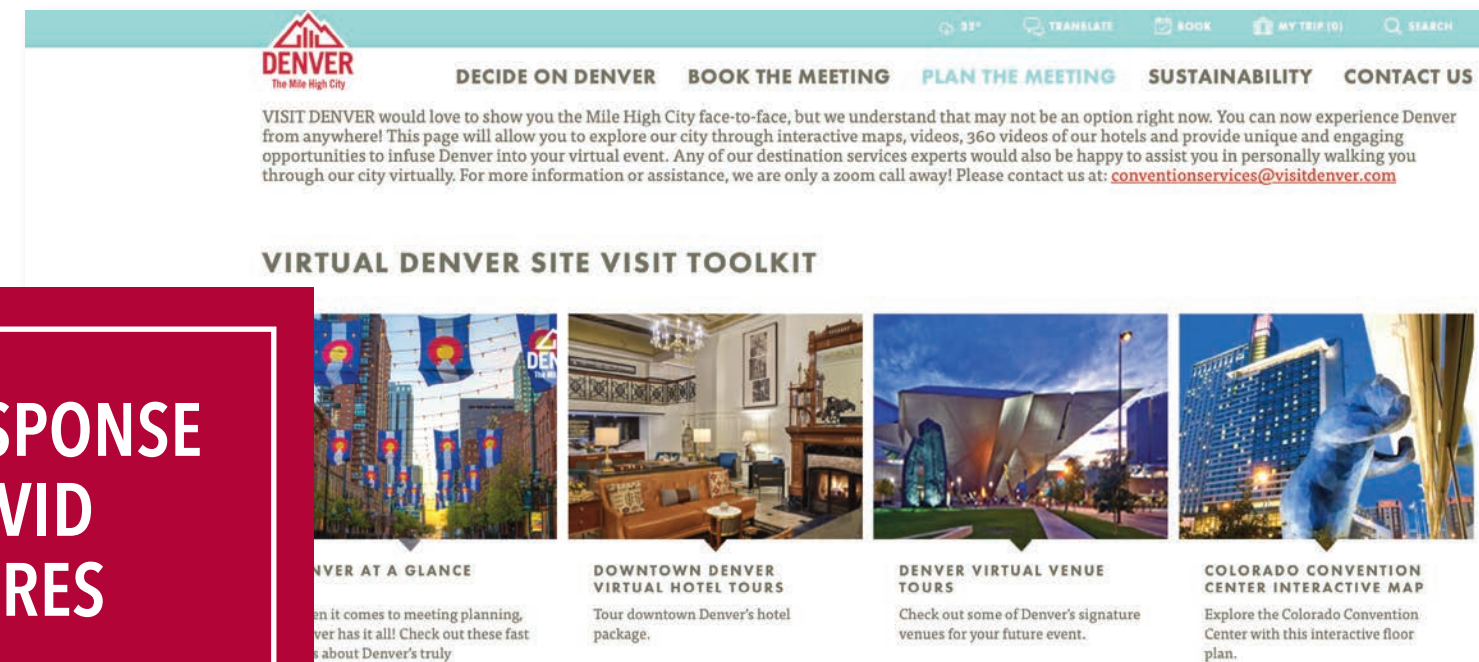 32°
TRANSLATE
BOOK
MY TRIP (0)
SEARCH
DENVER
The Mile High City
DECIDE ON DENVER
BOOK THE MEETING
PLAN THE MEETING
SUSTAINABILITY
CONTACT US
VISIT DENVER would love to show you the Mile High City face-to-face, but we understand that may not be an option right now. You can now experience Denver
from anywhere! This page will allow you to explore our city through interactive maps, videos, 360 videos of our hotels and provide unique and engaging
opportunities to infuse Denver into your virtual event. Any of our destination services experts would also be happy to assist you in personally walking you
through our city virtually. For more information or assistance, we are only a zoom call away! Please contact us at: conventionservices@visitdenver.com
VIRTUAL DENVER SITE VISIT TOOLKIT
SPONSE
VID
RES
DEN
NVER AT A GLANCE
en it comes to meeting planning,
ver has it all! Check out these fast
s about Denver's truly
DOWNTOWN DENVER
VIRTUAL HOTEL TOURS
Tour downtown Denver's hotel
package.
DENVER VIRTUAL VENUE
TOURS
Check out some of Denver's signature
venues for your future event.
COLORADO CONVENTION
CENTER INTERACTIVE MAP
Explore the Colorado Convention
Center with this interactive floor
plan.